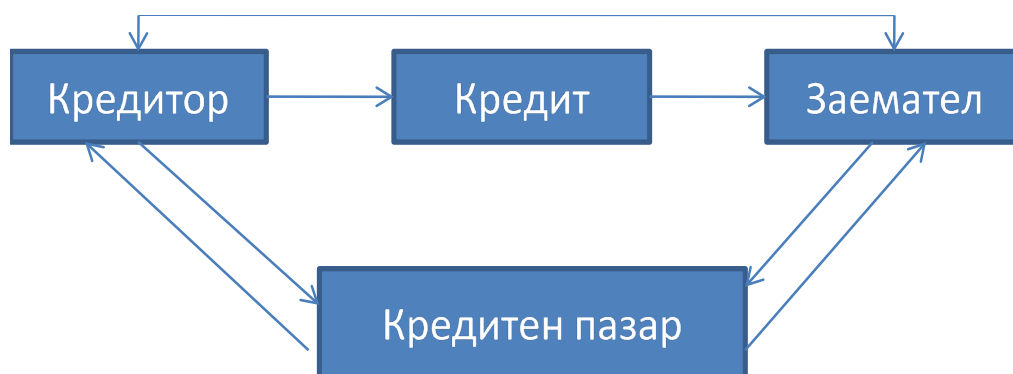 Кредитор
Кредит
Заемател
Кредитен пазар